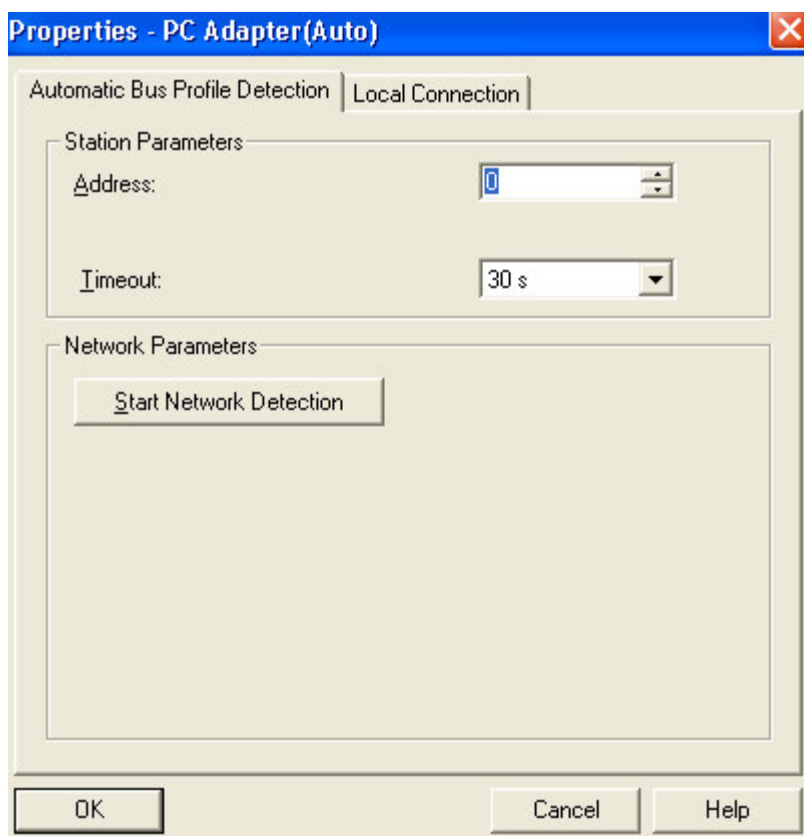 Properties - PC Adapter(Auto)
Automatic Bus Profile Detection
Local Connection
Station Parameters
Address:
0
Timeout:
30 s
Network Parameters
Start Network Detection
OK
Cancel
Help